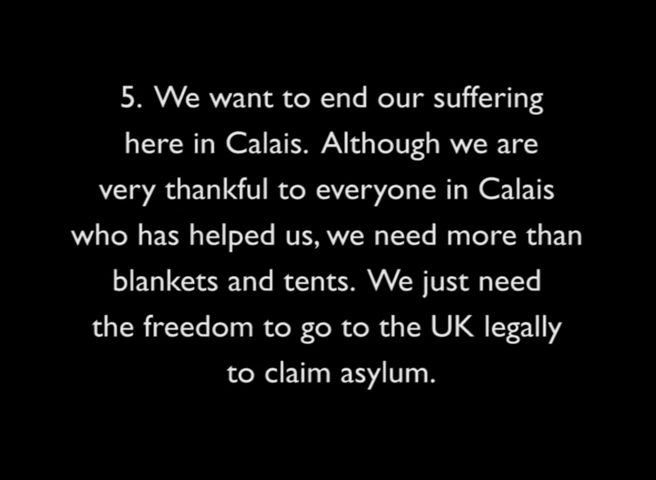 5. We want to end our suffering
here in Calais. Although we are
very thankful to everyone in Calais
who has helped us, we need more than
blankets and tents. We just need
the freedom to go to the UK legally
to claim asylum.